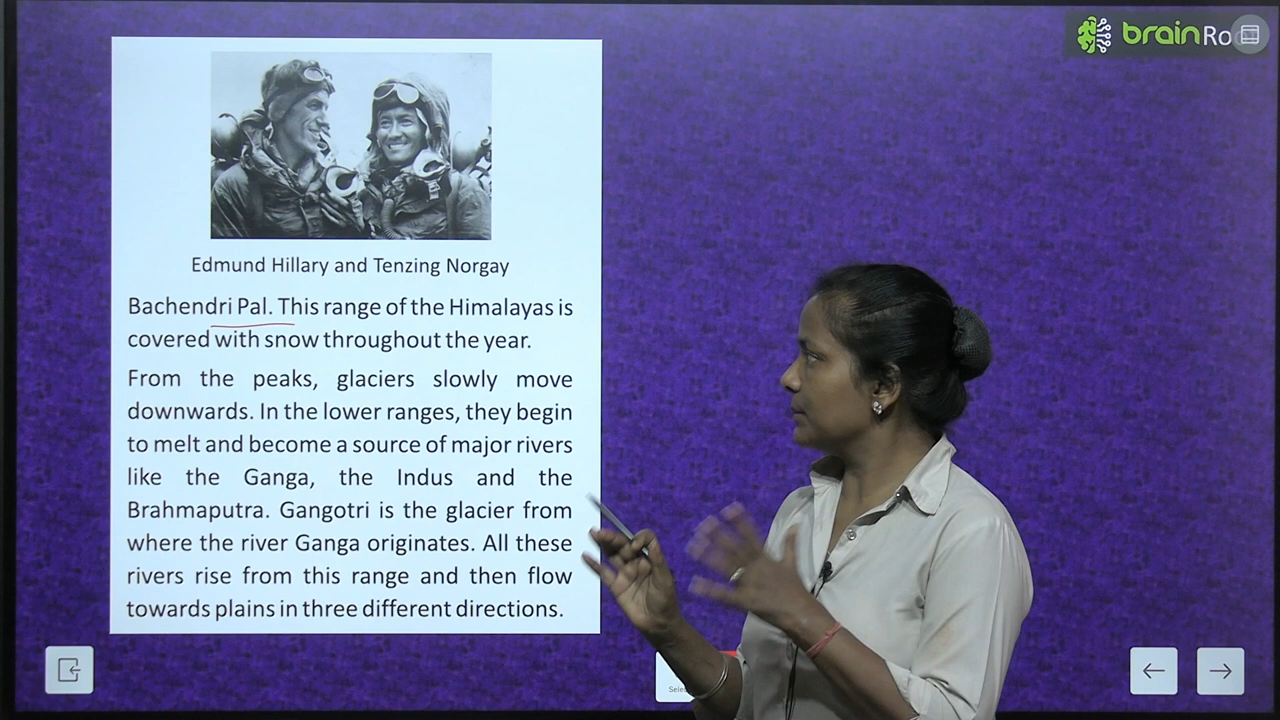 brainRo
Edmund Hillary and Tenzing Norgay
Bachendri Pal. This range of the Himalayas is
covered with snow throughout the year.
From the peaks, glaciers slowly move
downwards. In the lower ranges, they begin
to melt and become a source of major rivers
like the Ganga, the Indus and the
Brahmaputra. Gangotri is the glacier from
where the river Ganga originates. All these
rivers rise from this range and then flow
towards plains in three different directions.